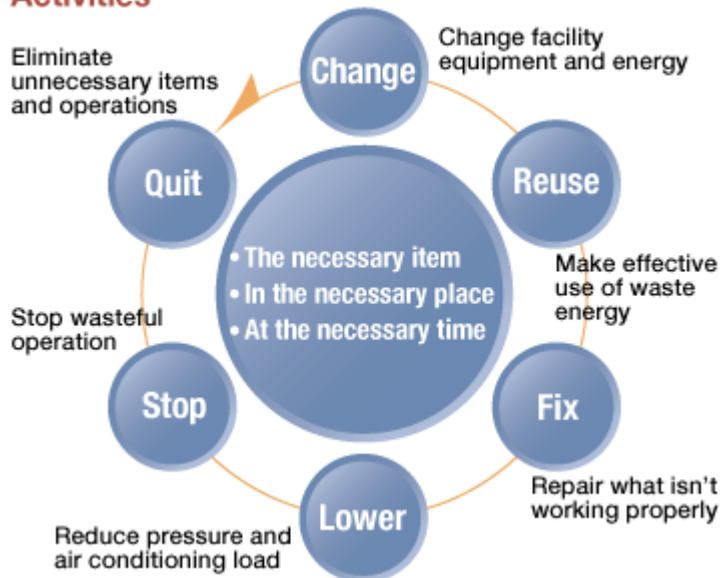 Activities
Change
Change facility
equipment and energy
Eliminate
unnecessary items
and operations
Quit
Reuse
• The necessary item
• In the necessary place
• At the necessary time
Make effective
use of waste
energy
Stop wasteful
operation
Stop
Fix
Lower
Repair what isn't
working properly
Reduce pressure and
air conditioning load